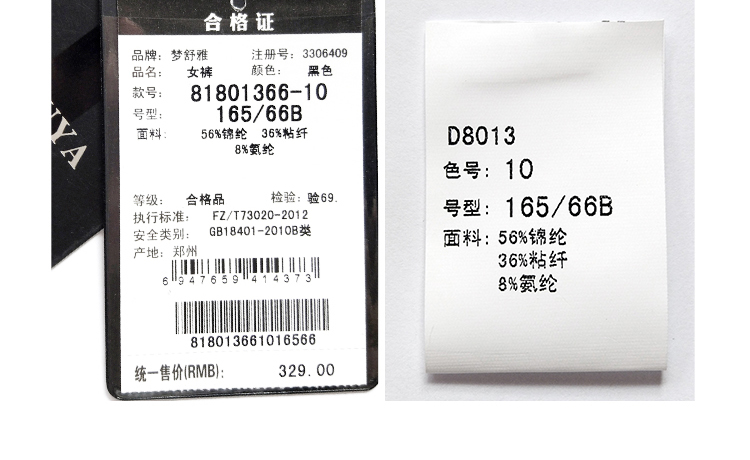 合格证
品牌: 梦舒雅 注册号: 3306409
品名: 女裤 颜色: 黑色
款号: 81801366-10
号型: 165/66B
面料: 56%锦纶 36%粘纤
8%氨纶
等级: 合格品 检验: 验69.
执行标准: FZ/T73020-2012
安全类别: GB18401-2010B类
产地: 郑州
6 947659 414373
818013661016566
统一售价(RMB): 329.00
UYA
D8013
色号: 10
号型: 165/66B
面料: 56%锦纶
36%粘纤
8%氨纶